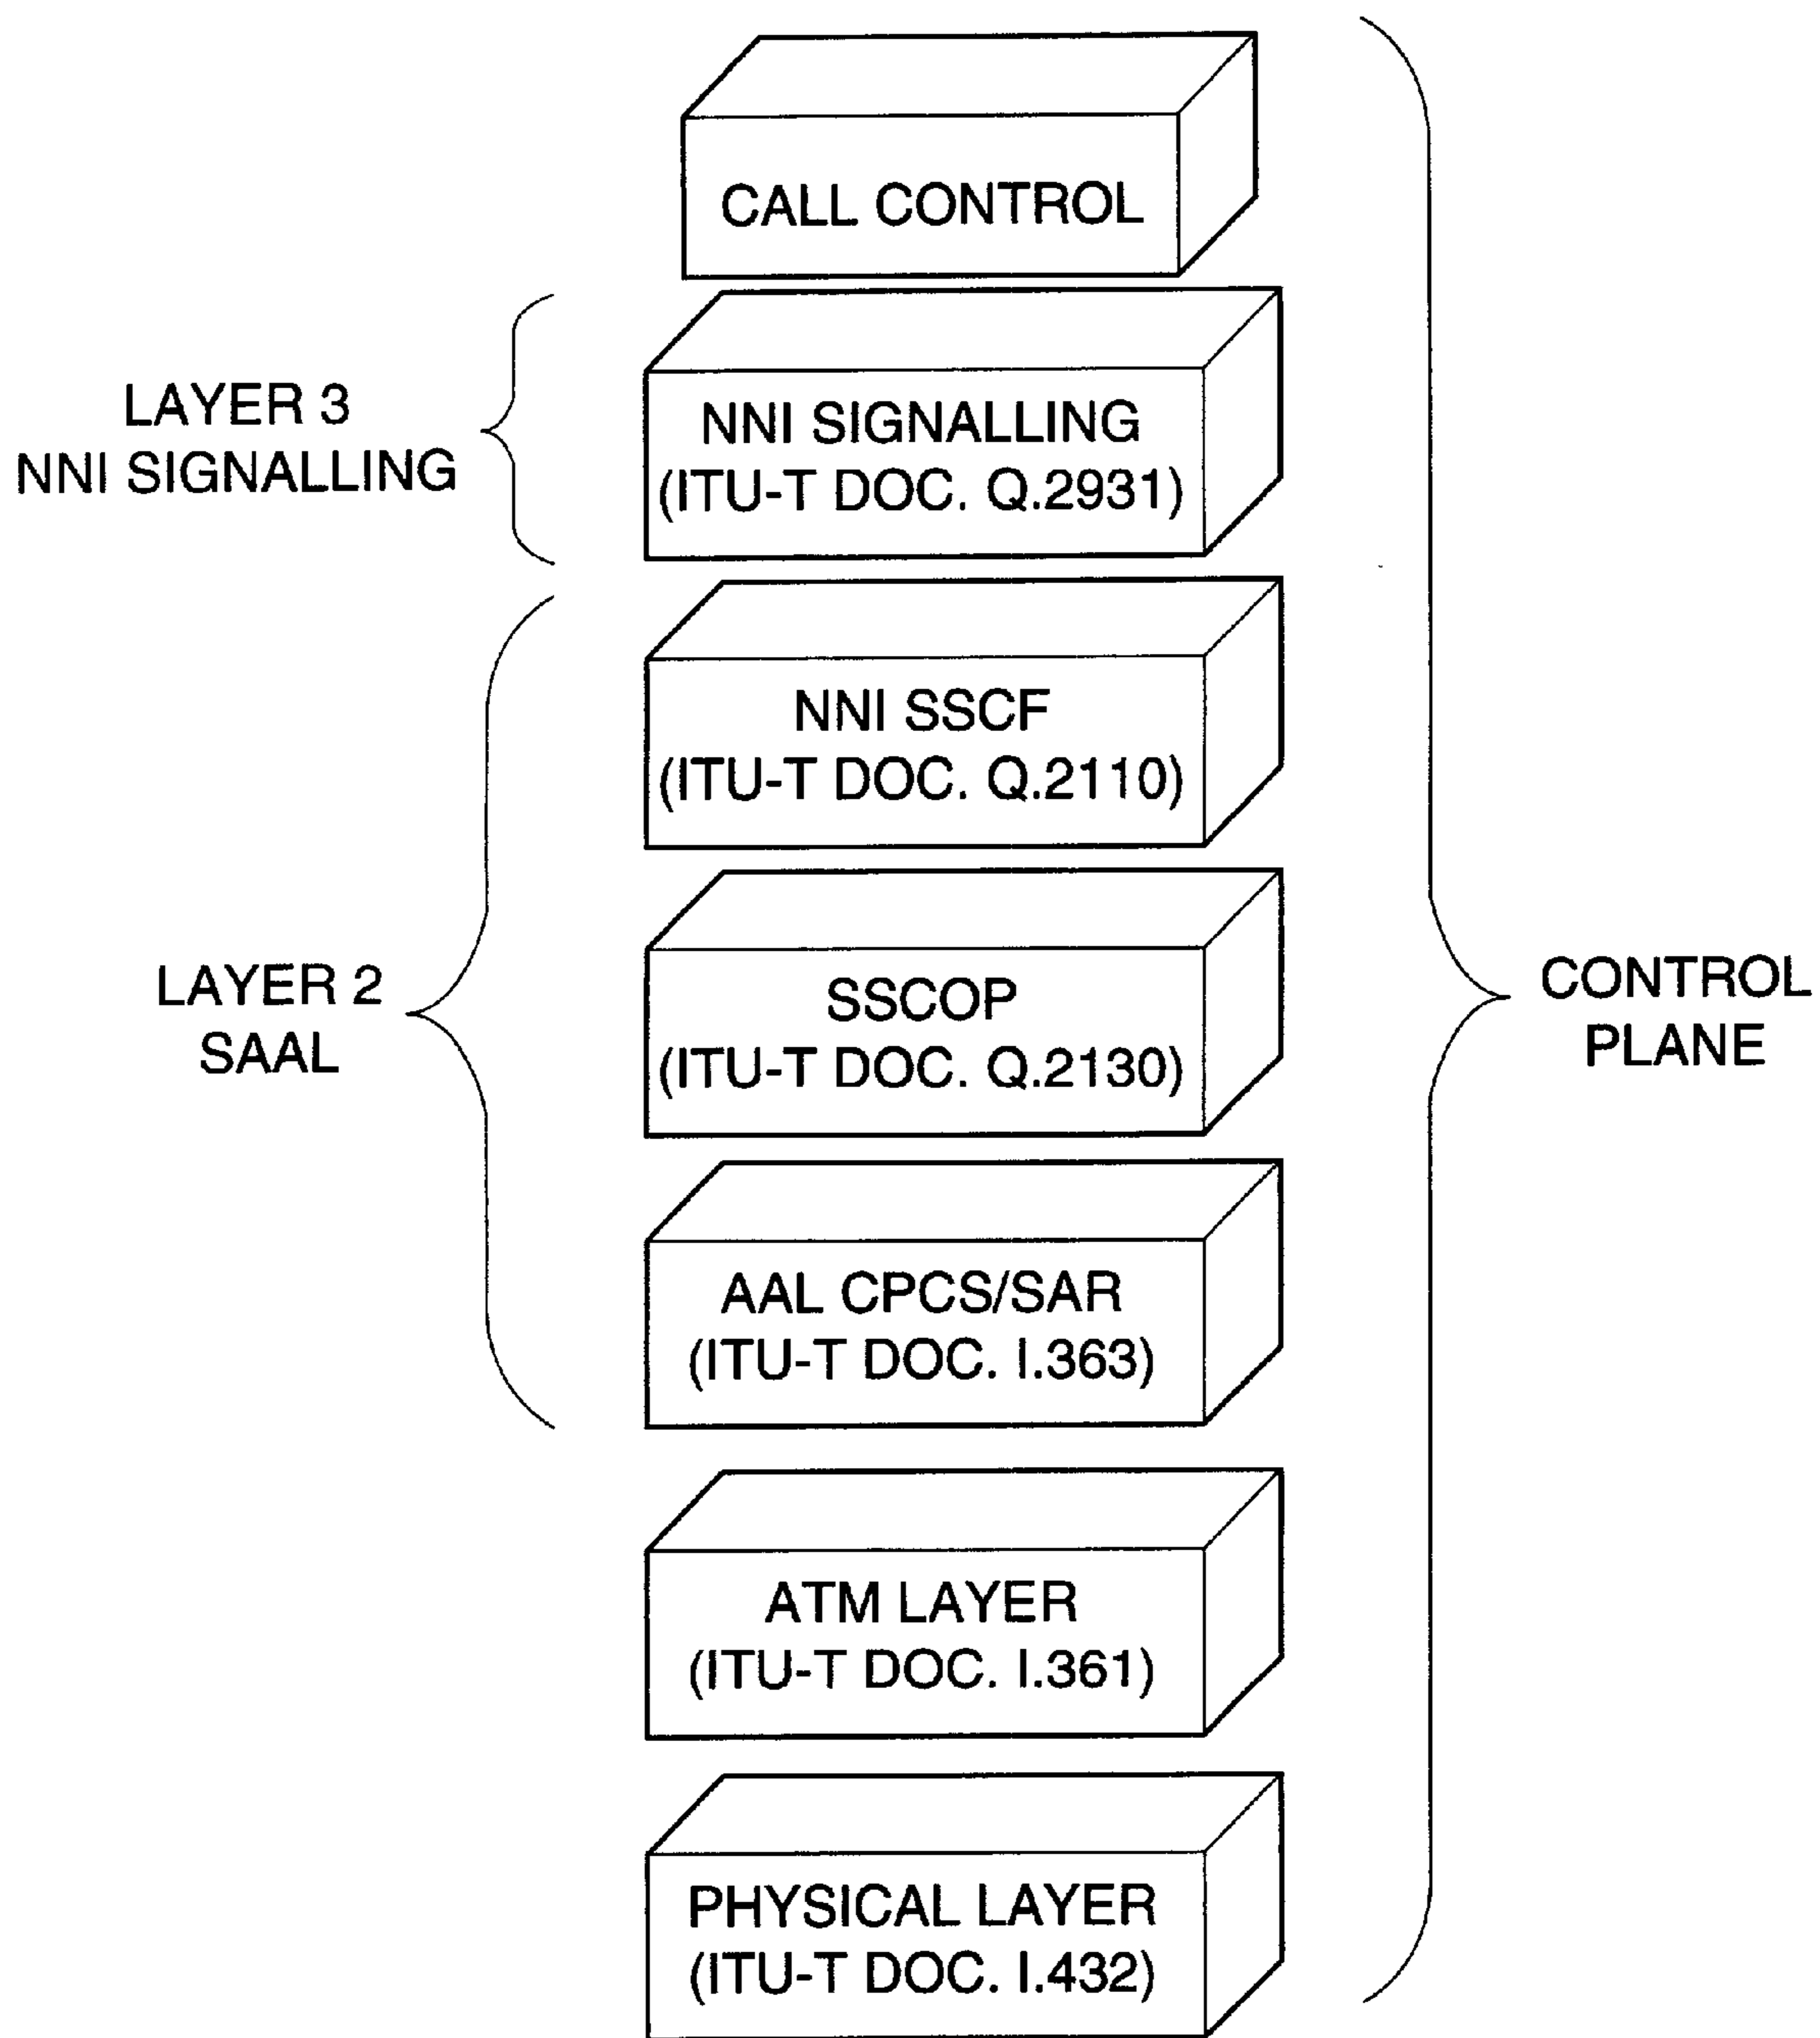 CALL CONTROL
LAYER 3
NNI SIGNALLING
NNI SIGNALLING
(ITU-T DOC. Q.2931)
NNI SSCF
(ITU-T DOC. Q.2110)
LAYER 2
SAAL
SSCOP
(ITU-T DOC. Q.2130)
CONTROL
PLANE
AAL CPCS/SAR
(ITU-T DOC. I.363)
ATM LAYER
(ITU-T DOC. I.361)
PHYSICAL LAYER
(ITU-T DOC. I.432)